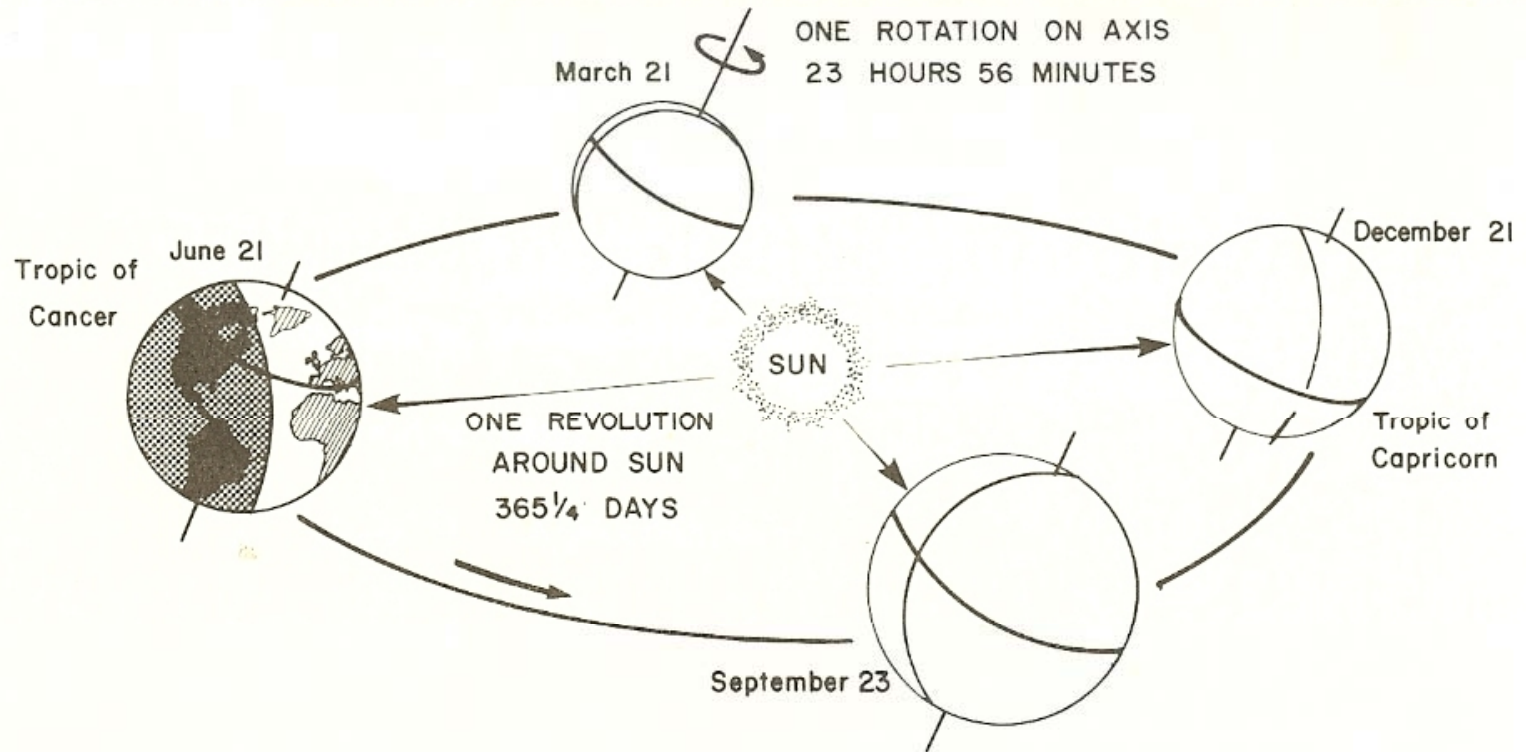 ONE ROTATION ON AXIS
23 HOURS 56 MINUTES
March 21
June 21
Tropic of
Cancer
December 21
SUN
Tropic of
Capricorn
ONE REVOLUTION
AROUND SUN
365¼ DAYS
September 23